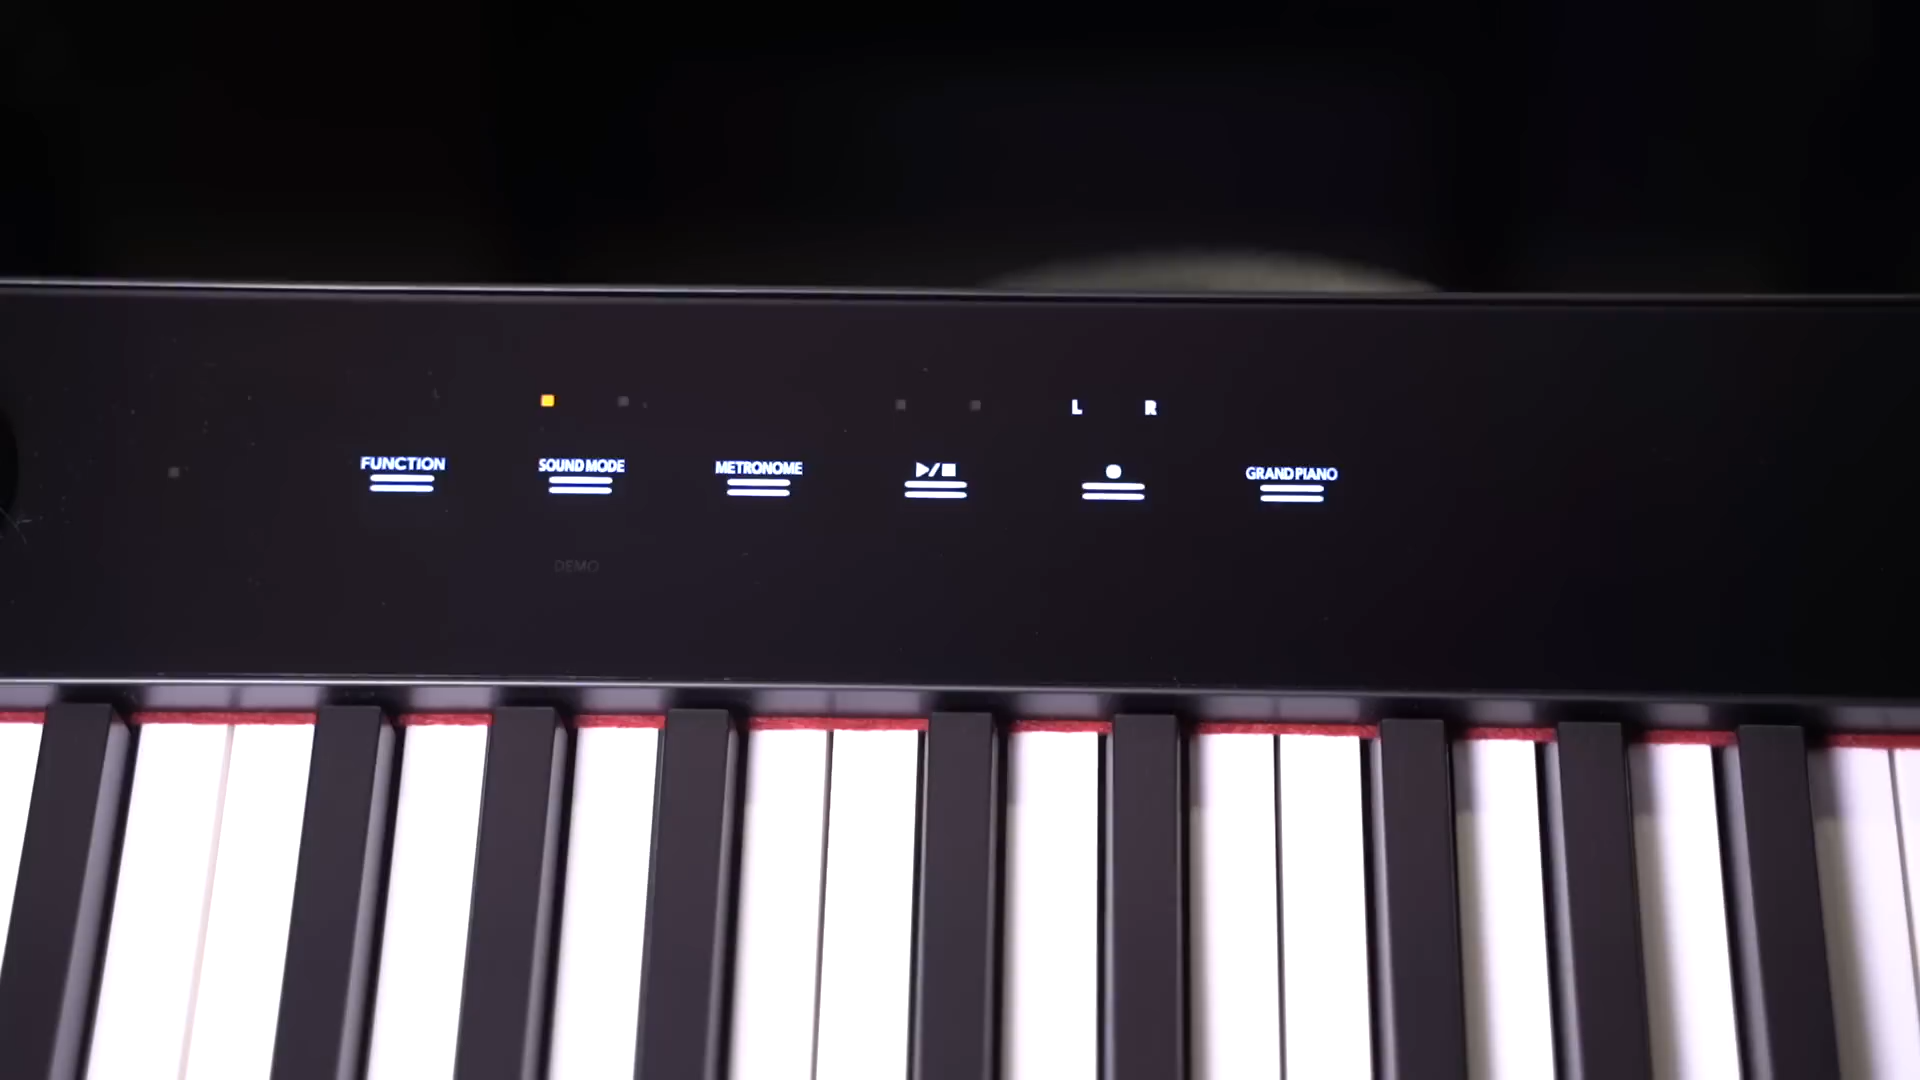 L R
FUNCTION
SOUND MODE
METRONOME
GRAND PIANO
DEMO